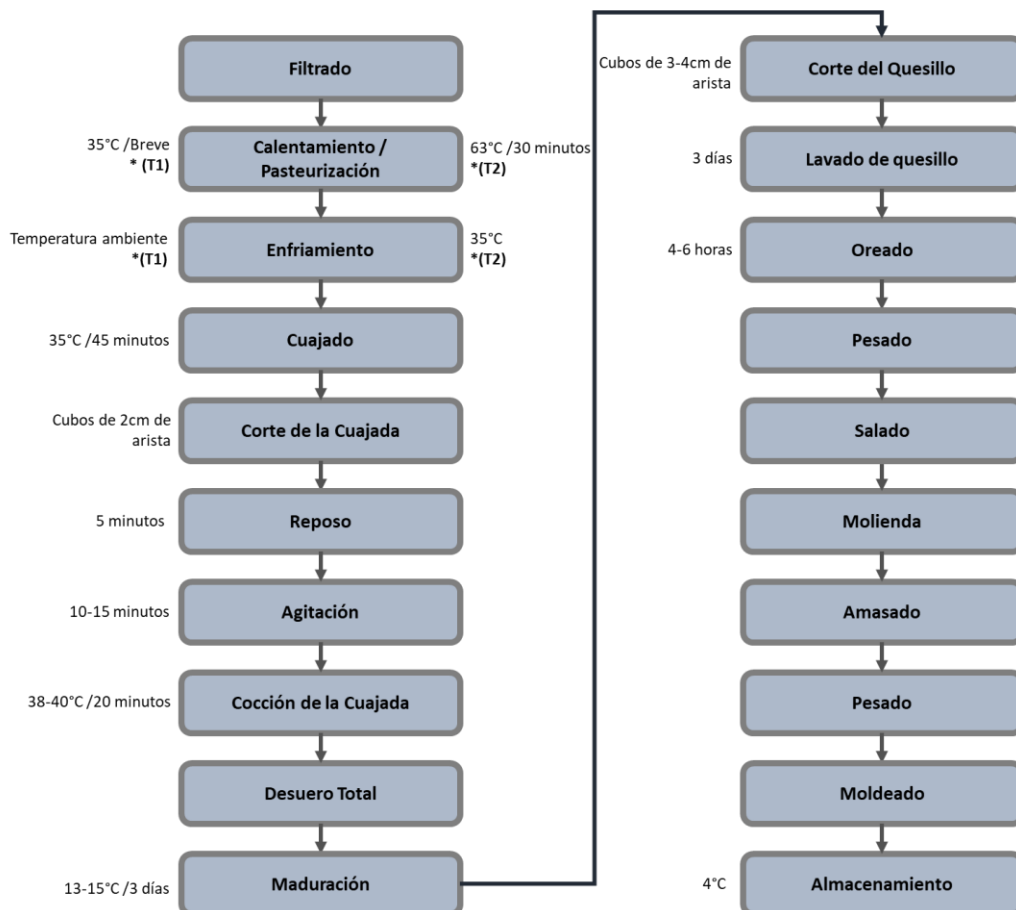 Filtrado
35°C /Breve
* (T1)
Calentamiento /
Pasteurización
63°C /30 minutos
*(T2)
Temperatura ambiente
*(T1)
Enfriamiento
35°C
*(T2)
35°C /45 minutos
Cuajado
Cubos de 2cm de
arista
Corte de la Cuajada
5 minutos
Reposo
10-15 minutos
Agitación
38-40°C /20 minutos
Cocción de la Cuajada
Desuero Total
13-15°C /3 días
Maduración
Cubos de 3-4cm de
arista
Corte del Quesillo
3 días
Lavado de quesillo
4-6 horas
Oreado
Pesado
Salado
Molienda
Amasado
Pesado
Moldeado
4°C
Almacenamiento